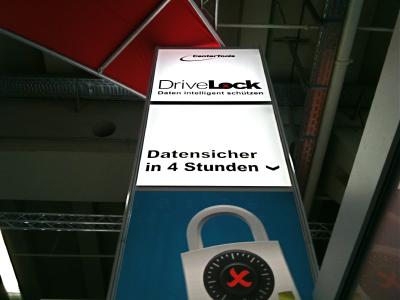 CenterTools
DriveLock
Daten intelligent schützen
Datensicher
in 4 Stunden